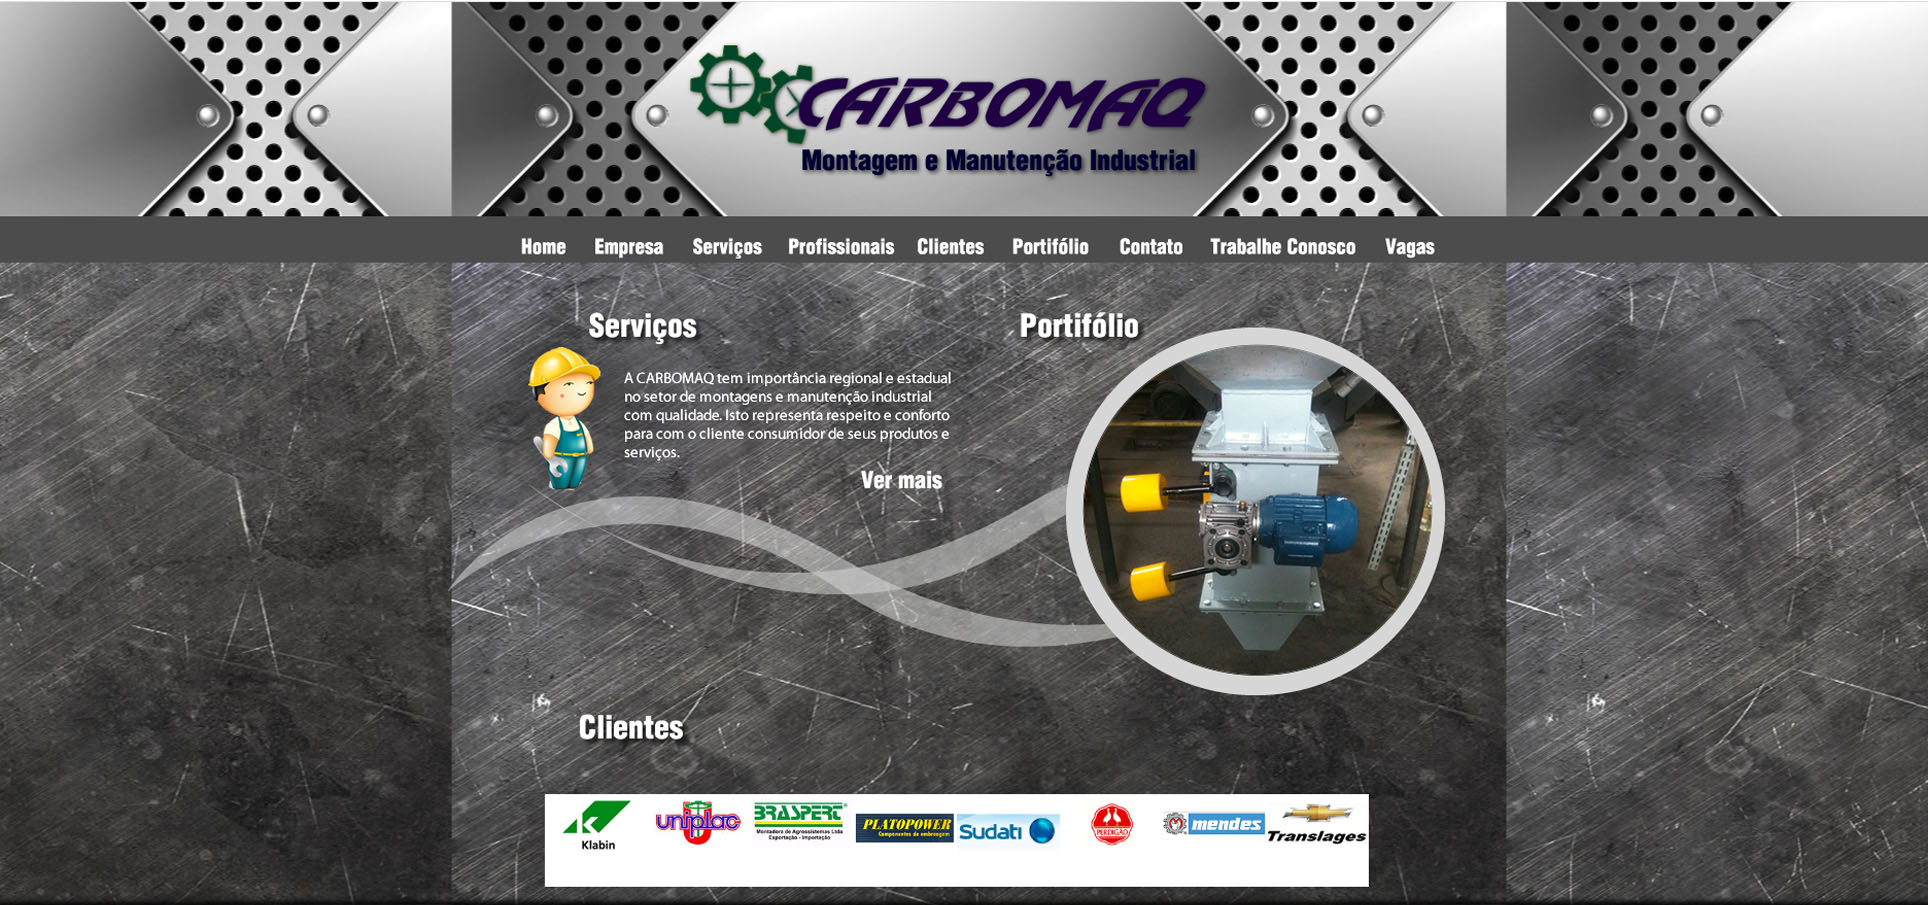 CARBOMAQ
Montagem e Manutenção Industrial
Home Empresa Serviços Profissionais Clientes Portifólio Contato Trabalhe Conosco Vagas
Serviços
A CARBOMAQ tem importância regional e estadual
no setor de montagens e manutenção industrial
com qualidade. Isto representa respeito e conforto
para com o cliente consumidor de seus produtos e
serviços.
Ver mais
Portifólio
Clientes
Klabin
uniplac
BRASPERT
Montadora de Agrossistemas Ltda
Exportação - Importação
PLATOPOWER
Componentes de embreagem
Sudati
PERDIGÃO
mendes
Translages